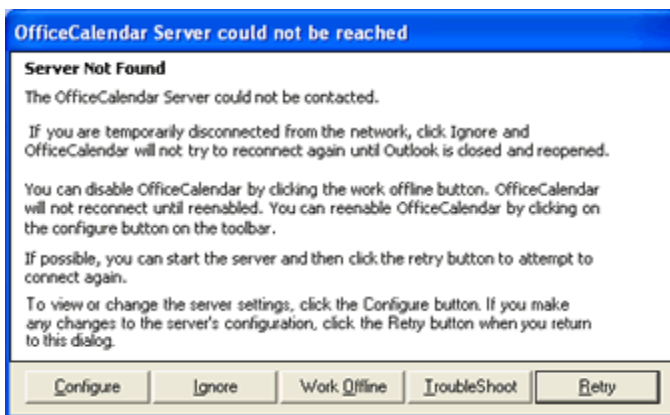 OfficeCalendar Server could not be reached
Server Not Found
The OfficeCalendar Server could not be contacted.
If you are temporarily disconnected from the network, click Ignore and
OfficeCalendar will not try to reconnect again until Outlook is closed and reopened.
You can disable OfficeCalendar by clicking the work offline button. OfficeCalendar
will not reconnect until reenabled. You can reenable OfficeCalendar by clicking on
the configure button on the toolbar.
If possible, you can start the server and then click the retry button to attempt to
connect again.
To view or change the server settings, click the Configure button. If you make
any changes to the server's configuration, click the Retry button when you return
to this dialog.
Configure Ignore Work Offline TroubleShoot Retry